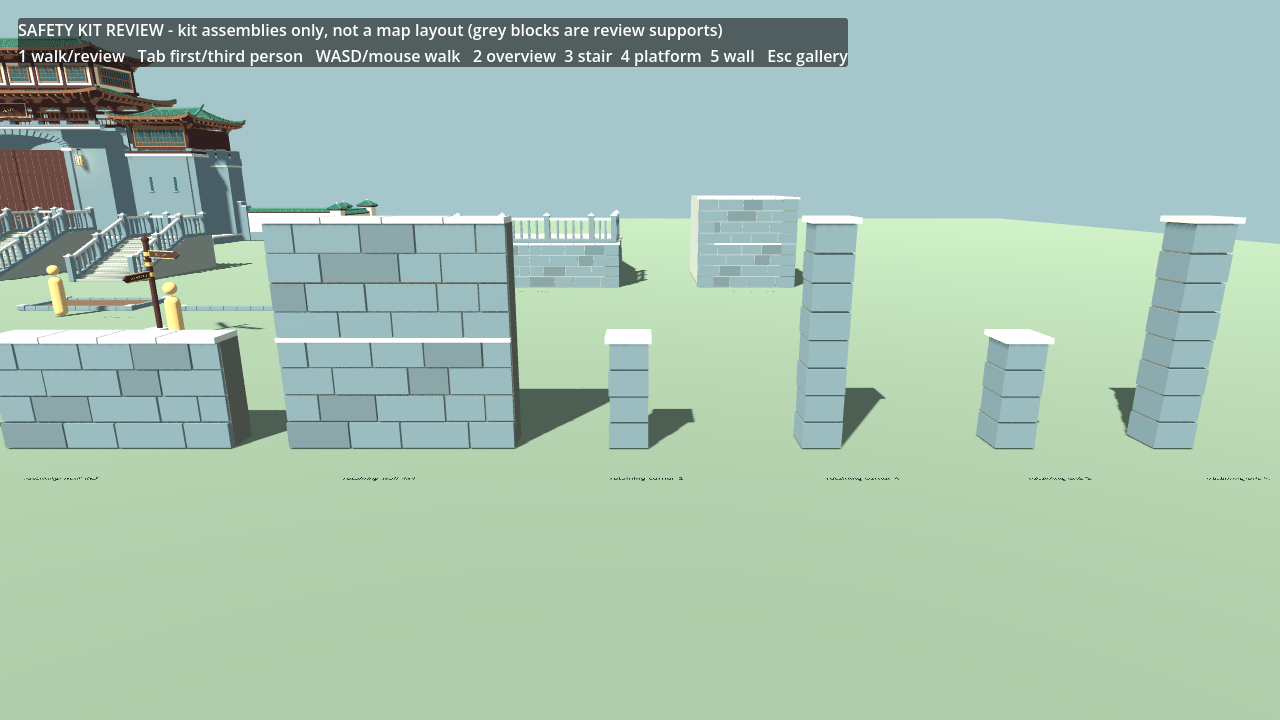 SAFETY KIT REVIEW - kit assemblies only, not a map layout (grey blocks are review supports)
1 walk/review Tab first/third person WASD/mouse walk 2 overview 3 stair 4 platform 5 wall Esc gallery